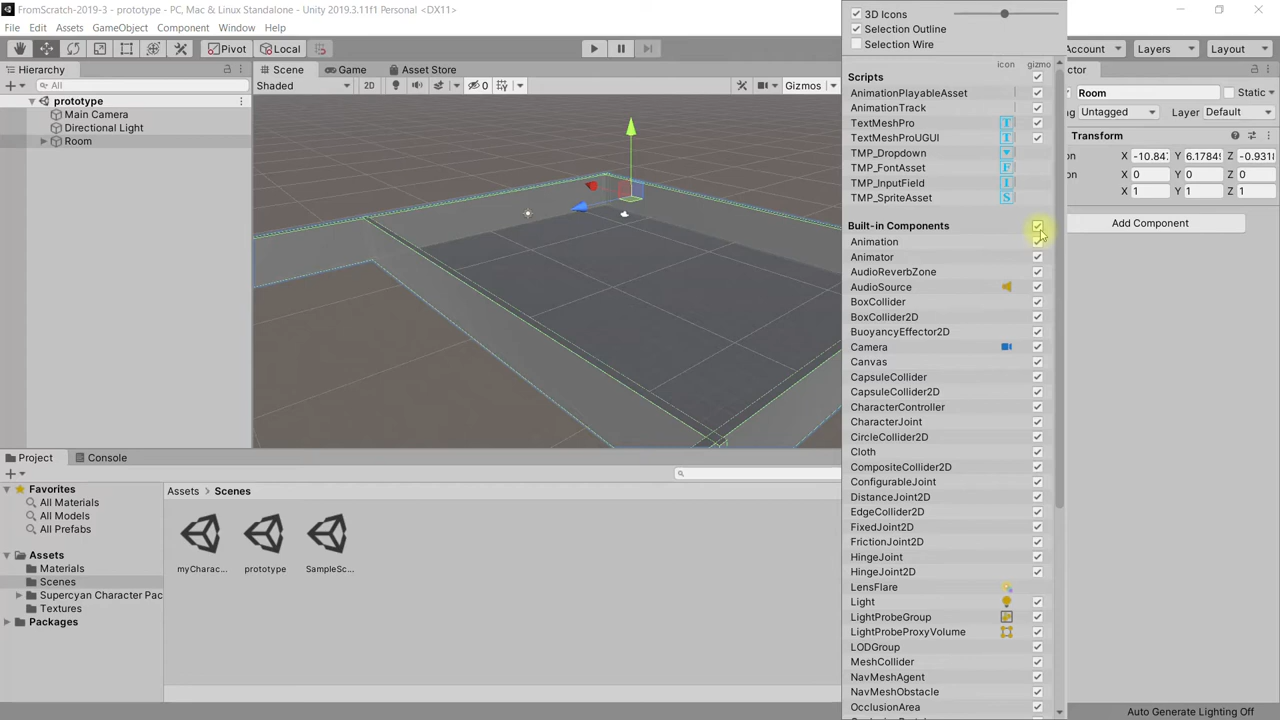 FromScratch-2019-3 - prototype - PC, Mac & Linux Standalone - Unity 2019.3.11f1 Personal <DX11>
File Edit Assets GameObject Component Window Help
Pivot Local Account Layers Layout
Hierarchy
All
prototype
Main Camera
Directional Light
Room
Scene Game Asset Store
Shaded 2D 0 Gizmos
3D Icons
Selection Outline
Selection Wire
icon gizmo
Scripts
AnimationPlayableAsset
AnimationTrack
TextMeshPro
TextMeshProUGUI
TMP_Dropdown
TMP_FontAsset
TMP_InputField
TMP_SpriteAsset
Built-in Components
Animation
Animator
AudioReverbZone
AudioSource
BoxCollider
BoxCollider2D
BuoyancyEffector2D
Camera
Canvas
CapsuleCollider
CapsuleCollider2D
CharacterController
CharacterJoint
CircleCollider2D
Cloth
CompositeCollider2D
ConfigurableJoint
DistanceJoint2D
EdgeCollider2D
FixedJoint2D
FrictionJoint2D
HingeJoint
HingeJoint2D
LensFlare
Light
LightProbeGroup
LightProbeProxyVolume
LODGroup
MeshCollider
NavMeshAgent
NavMeshObstacle
OcclusionArea
ctor
Room Static
ag Untagged Layer Default
Transform
on X -10.847 Y 6.1784 Z -0.9318
n X 0 Y 0 Z 0
X 1 Y 1 Z 1
Add Component
Project Console
Favorites
All Materials
All Models
All Prefabs
Assets
Materials
Scenes
Supercyan Character Pac
Textures
Packages
Assets > Scenes
myCharac... prototype SampleSc...
Auto Generate Lighting Off